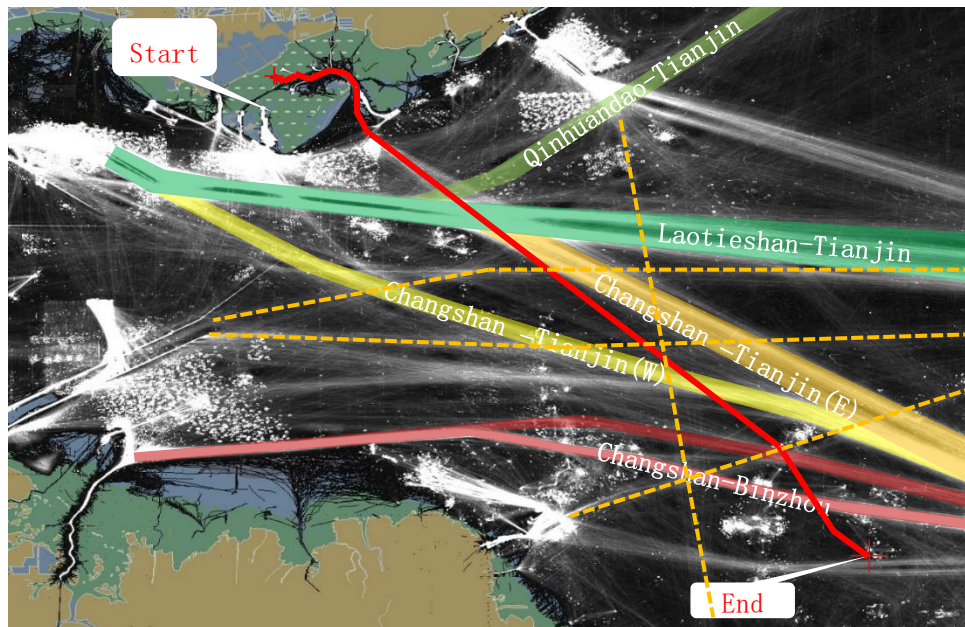 Start
Qinhuandao-Tianjin
Laotieshan-Tianjin
Changshan -Tianjin(E)
Changshan -Tianjin(W)
Changshan-Binzhou
End